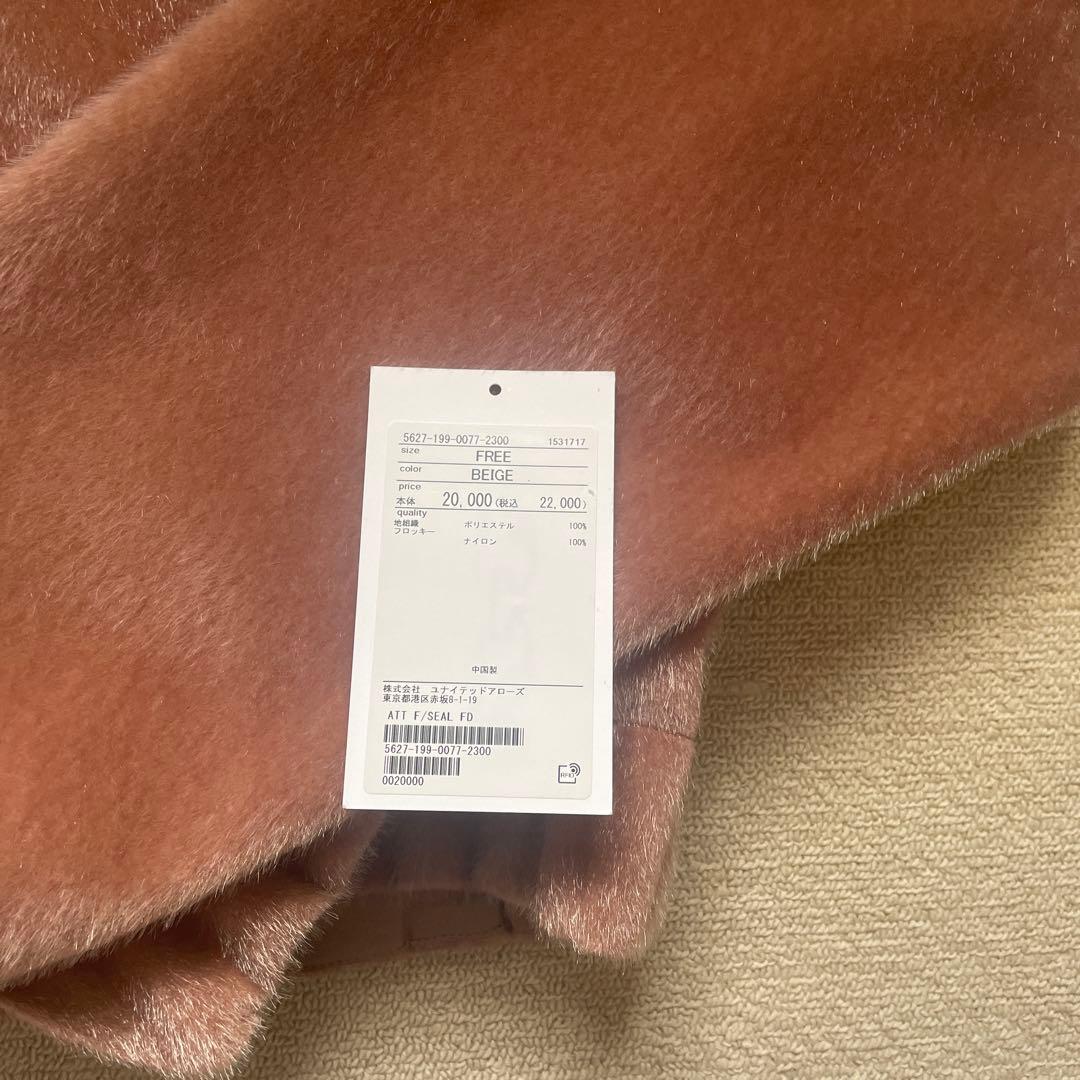 5627-199-0077-2300 1531717
size FREE
color BEIGE
price
本体 20,000(税込 22,000)
quality
地組織 ポリエステル 100%
フロッキー
ナイロン 100%
中国製
株式会社 ユナイテッドアローズ
東京都港区赤坂8-1-19
ATT F/SEAL FD
5627-199-0077-2300
0020000
RFID